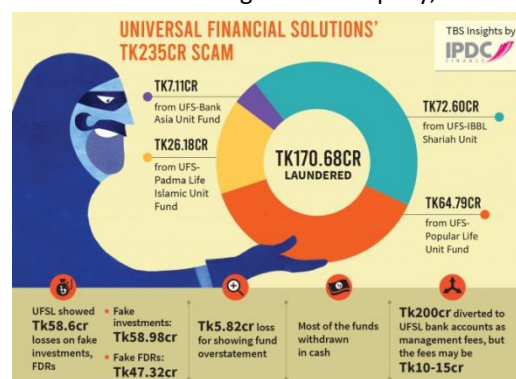 UNIVERSAL FINANCIAL SOLUTIONS'
TK235CR SCAM
TBS Insights by
IPDC
FINANCE
TK7.11CR
from UFS-Bank
Asia Unit Fund
TK26.18CR
from UFS-
Padma Life
Islamic Unit
Fund
TK170.68CR
LAUNDERED
TK72.60CR
from UFS-IBBL
Shariah Unit
TK64.79CR
from UFS-
Popular Life
Unit Fund
UFSL showed
Tk58.6cr
losses on fake
investments,
FDRs
• Fake
investments:
Tk58.98cr
• Fake FDRs:
Tk47.32cr
Tk5.82cr loss
for showing fund
overstatement
Most of the funds
withdrawn
in cash
Tk200cr diverted to
UFSL bank accounts as
management fees, but
the fees may be
Tk10-15cr